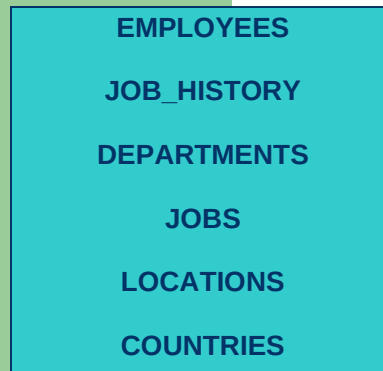 EMPLOYEES
JOB_HISTORY
DEPARTMENTS
JOBS
LOCATIONS
COUNTRIES